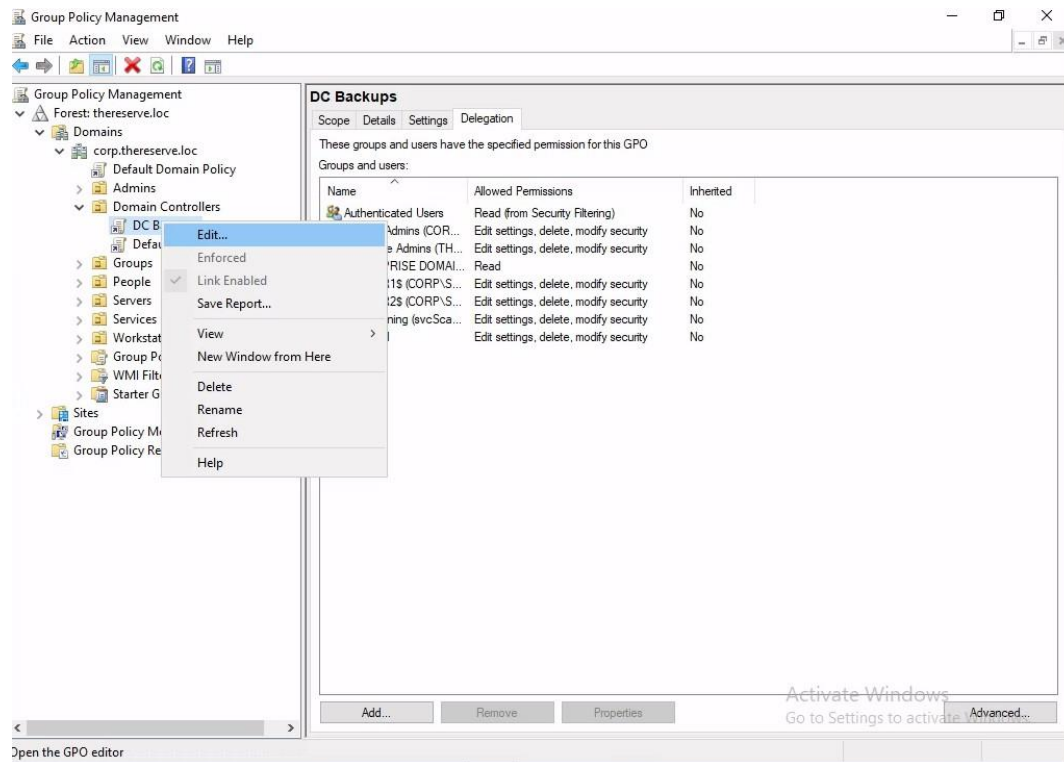 Group Policy Management
File Action View Window Help
Group Policy Management
Forest: thereserve.loc
Domains
corp.thereserve.loc
Default Domain Policy
Admins
Domain Controllers
DC B
Defau
Groups
People
Servers
Services
Workstat
Group Po
WMI Filt
Starter G
Sites
Group Policy Mo
Group Policy Re
Edit...
Enforced
Link Enabled
Save Report...
View
New Window from Here
Delete
Rename
Refresh
Help
DC Backups
Scope Details Settings Delegation
These groups and users have the specified permission for this GPO
Groups and users:
Name Allowed Permissions Inherited
Authenticated Users Read (from Security Filtering) No
Admins (COR... Edit settings, delete, modify security No
Admins (TH... Edit settings, delete, modify security No
PRISE DOMAI... Read No
1$ (CORP\S... Edit settings, delete, modify security No
2$ (CORP\S... Edit settings, delete, modify security No
ning (svcSca... Edit settings, delete, modify security No
Edit settings, delete, modify security No
Add... Remove Properties Advanced...
Activate Windows
Go to Settings to activate Windows.
Open the GPO editor